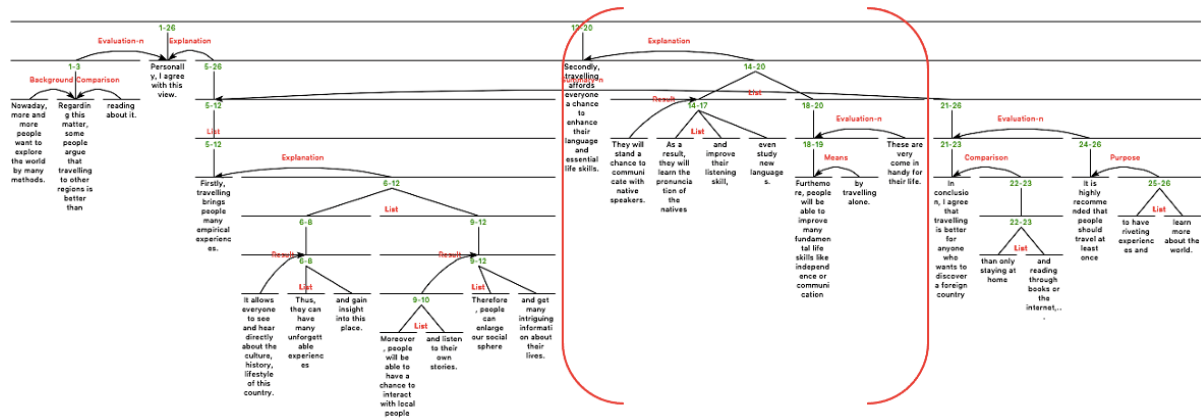 1-26
Evaluation-n
Explanation
1-3
Background
Comparison
Nowaday,
more and
more people
want to
explore the
world by
many
methods.
Regardin
g this
matter,
some
people
argue that
travelling
to other
regions is
better
than
reading
about it.
Personall
y, I agree
with this
view.
5-26
5-12
List
5-12
Explanation
Firstly,
travelling
brings
people
many
empirical
experienc
es.
6-12
List
6-8
Result
6-8
List
It allows
everyone
to see and
hear
directly
about the
culture,
history,
lifestyle of
this
country.
Thus, they
can have
many
unforgett
able
experienc
es
and gain
insight
into this
place.
9-12
9-12
List
9-10
List
Moreover
, people
will be
able to
have a
chance to
interact
with local
people
and listen
to their
own
stories.
Therefore
, people
can
enlarge
our social
sphere
and get
many
intriguing
informati
on about
their lives.
12-20
Explanation
Secondly,
travelling
affords
everyone
a chance
to
enhance
their
language
and
essential
life skills.
14-20
List
Result
14-17
List
They will
stand a
chance to
communi
cate with
native
speakers.
As a
result,
they will
learn the
prenuncia
tion of
the
natives
and
improve
their
listening
skill,
even
study new
language
s.
18-20
Evaluation-n
18-19
Means
Furthemo
re, people
will be
able to
improve
many
fundamen
tal life
skills like
independ
ence or
communi
cation
by
travelling
alone.
These are
very
come in
handy for
their life.
21-26
Evaluation-n
21-23
Comparison
In
conclusio
n, I agree
that
travelling
is better
for
anyone
who
wants to
discover
a foreign
country
22-23
22-23
List
than only
staying at
home
and
reading
through
books or
the
internet,..
.
24-26
Purpose
It is
highly
recomme
nded that
people
should
travel at
least
once
25-26
List
to have
riveting
experienc
es and
learn
more
about the
world.